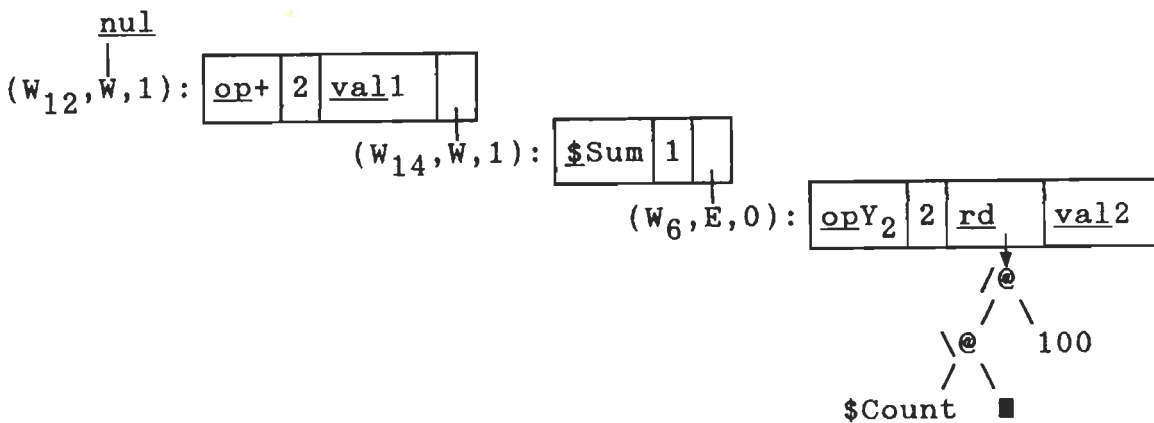 nul
(W₁₂,W,1): op+ 2 val1
(W₁₄,W,1): $Sum 1
(W₆,E,0): opY₂ 2 rd val2
/@
\@ 100
$Count ■